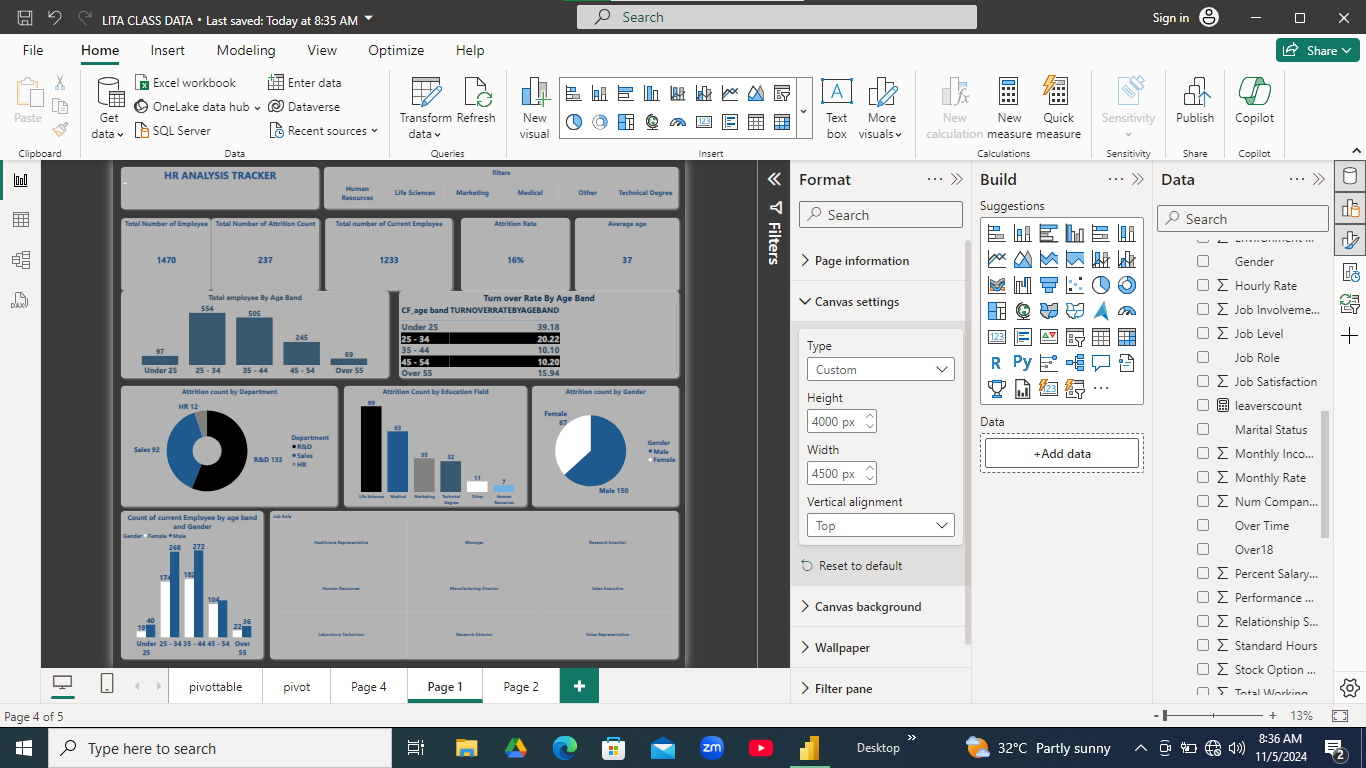 LITA CLASS DATA • Last saved: Today at 8:35 AM
Search
Sign in
File
Home
Insert
Modeling
View
Optimize
Help
Share
Paste
Clipboard
Get data
Excel workbook
OneLake data hub
SQL Server
Enter data
Dataverse
Recent sources
Data
Transform data
Refresh
Queries
New visual
Text box
More visuals
Insert
New calculation
New measure
Quick measure
Calculations
Sensitivity
Sensitivity
Publish
Share
Copilot
Copilot
HR ANALYSIS TRACKER
filters
Human Resources
Life Sciences
Marketing
Medical
Other
Technical Degree
Total Number of Employee
1470
Total Number of Attrition Count
237
Total number of Current Employee
1233
Attrition Rate
16%
Average age
37
Total employee By Age Band
97 554 505 245 69
Under 25 25 - 34 35 - 44 45 - 54 Over 55
Turn over Rate By Age Band
CF_age band TURNOVERRATEBYAGEBAND
Under 25 39.18
25 - 34 20.22
35 - 44 10.10
45 - 54 10.20
Over 55 15.94
Attrition count by Department
HR 12
Sales 92
R&D 133
Department
R&D
Sales
HR
Attrition Count by Education Field
89 63 35 32 11 7
Life Sciences Medical Marketing Technical Degree Other Human Resources
Attrition count by Gender
Female 87
Male 150
Gender
Male
Female
Count of current Employee by age band
and Gender
Gender Female Male
19 40 174 268 182 272 104 22 36
Under 25 25 - 34 35 - 44 45 - 54 Over 55
Job Role
Healthcare Representative Manager Research Scientist
Human Resources Manufacturing Director Sales Executive
Laboratory Technician Research Director Sales Representative
Filters
Format
Search
Page information
Canvas settings
Type
Custom
Height
4000 px
Width
4500 px
Vertical alignment
Top
Reset to default
Canvas background
Wallpaper
Filter pane
Build
Suggestions
R Py
123
Data
+Add data
Data
Search
Gender
Hourly Rate
Job Involveme...
Job Level
Job Role
Job Satisfaction
leaverscount
Marital Status
Monthly Inco...
Monthly Rate
Num Compan...
Over Time
Over18
Percent Salary...
Performance ...
Relationship S...
Standard Hours
Stock Option ...
Total Working
DAX
pivottable
pivot
Page 4
Page 1
Page 2
Page 4 of 5
13%
Type here to search
zm
Desktop
32°C Partly sunny
8:36 AM
11/5/2024
2